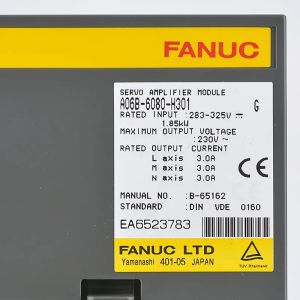 FANUC
SERVO AMPLIFIER MODULE
A06B-6080-H301 G
RATED INPUT : 283-325V ⎓
1.85kW
MAXIMUM OUTPUT VOLTAGE
: 230V ~
RATED OUTPUT CURRENT
L axis 3.0A
M axis 3.0A
N axis 3.0A
CE
MANUAL NO. : B-65162
STANDARD : DIN VDE 0160
EA6523783
FANUC LTD
Yamanashi 401-05 JAPAN